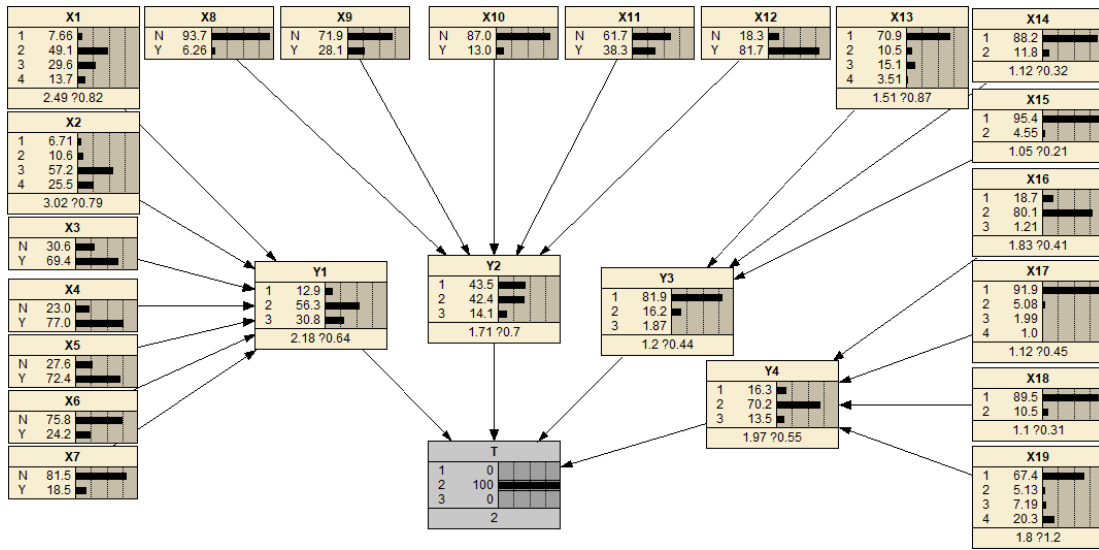 X1
1 7.66
2 49.1
3 29.6
4 13.7
2.49 ?0.82
X8
N 93.7
Y 6.26
X9
N 71.9
Y 28.1
X10
N 87.0
Y 13.0
X11
N 61.7
Y 38.3
X12
N 18.3
Y 81.7
X13
1 70.9
2 10.5
3 15.1
4 3.51
1.51 ?0.87
X14
1 88.2
2 11.8
1.12 ?0.32
X2
1 6.71
2 10.6
3 57.2
4 25.5
3.02 ?0.79
X15
1 95.4
2 4.55
1.05 ?0.21
X16
1 18.7
2 80.1
3 1.21
1.83 ?0.41
X3
N 30.6
Y 69.4
X4
N 23.0
Y 77.0
X5
N 27.6
Y 72.4
X6
N 75.8
Y 24.2
X7
N 81.5
Y 18.5
Y1
1 12.9
2 56.3
3 30.8
2.18 ?0.64
Y2
1 43.5
2 42.4
3 14.1
1.71 ?0.7
Y3
1 81.9
2 16.2
3 1.87
1.2 ?0.44
X17
1 91.9
2 5.08
3 1.99
4 1.0
1.12 ?0.45
Y4
1 16.3
2 70.2
3 13.5
1.97 ?0.55
X18
1 89.5
2 10.5
1.1 ?0.31
T
1 0
2 100
3 0
2
X19
1 67.4
2 5.13
3 7.19
4 20.3
1.8 ?1.2